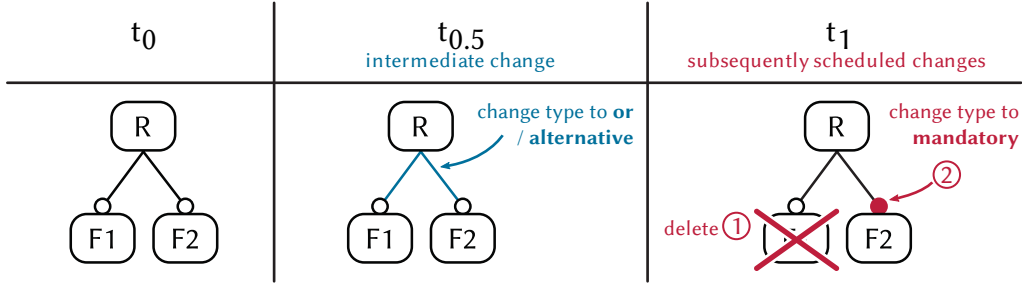 t0
t0.5
t1
intermediate change
subsequently scheduled changes
R
F1
F2
R
change type to or
/ alternative
F1
F2
R
change type to
mandatory
2
delete 1
F2